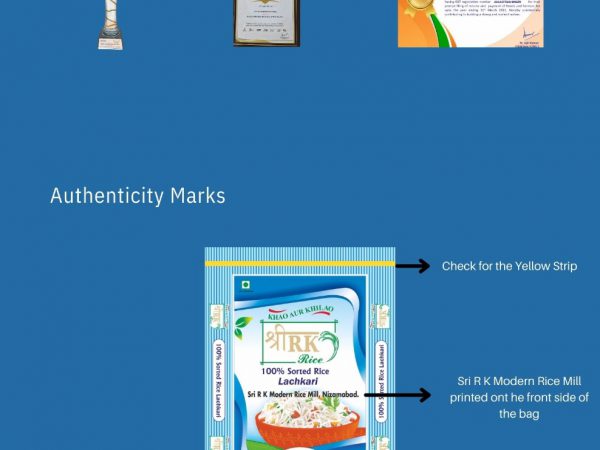 Authenticity Marks
Check for the Yellow Strip
KHAO AUR KHILAO
श्री RK
Rice
100% Sorted Rice
Lachkari
Sri R K Modern Rice Mill, Nizamabad.
100% Sorted Rice Lachkari
100% Sorted Rice Lachkari
Sri R K Modern Rice Mill
printed ont he front side of
the bag